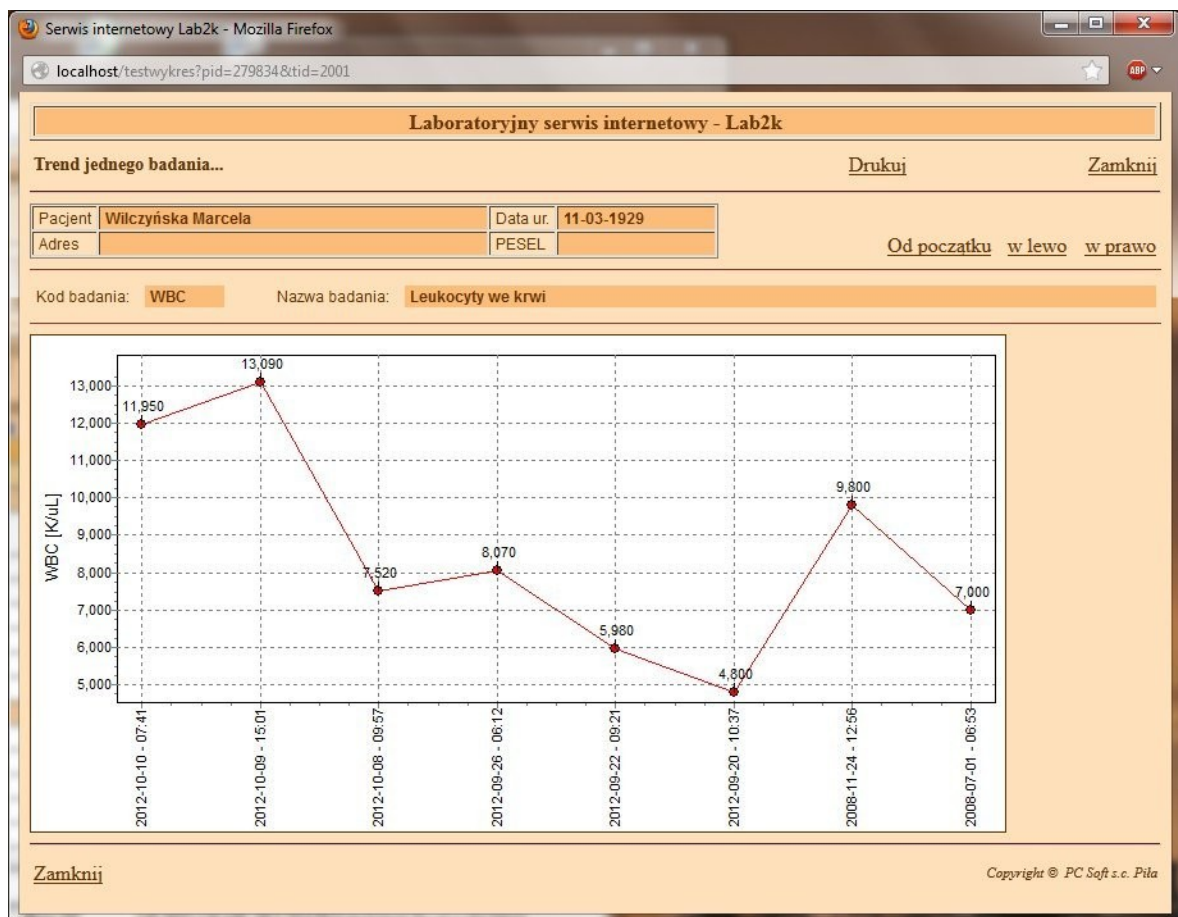 Serwis internetowy Lab2k - Mozilla Firefox
localhost/testwykres?pid=279834&tid=2001
ABP
Laboratoryjny serwis internetowy - Lab2k
Trend jednego badania... Drukuj Zamknij
Pacjent Wilczyńska Marcela Data ur. 11-03-1929
Adres PESEL
Od początku w lewo w prawo
Kod badania: WBC Nazwa badania: Leukocyty we krwi
WBC [K/uL]
13,000
12,000
11,000
10,000
9,000
8,000
7,000
6,000
5,000
11,950
13,090
7,520
8,070
5,980
4,800
9,800
7,000
2012-10-10 - 07:41
2012-10-09 - 15:01
2012-10-08 - 09:57
2012-09-26 - 06:12
2012-09-22 - 09:21
2012-09-20 - 10:37
2008-11-24 - 12:56
2008-07-01 - 06:53
Zamknij
Copyright © PC Soft s.c. Piła